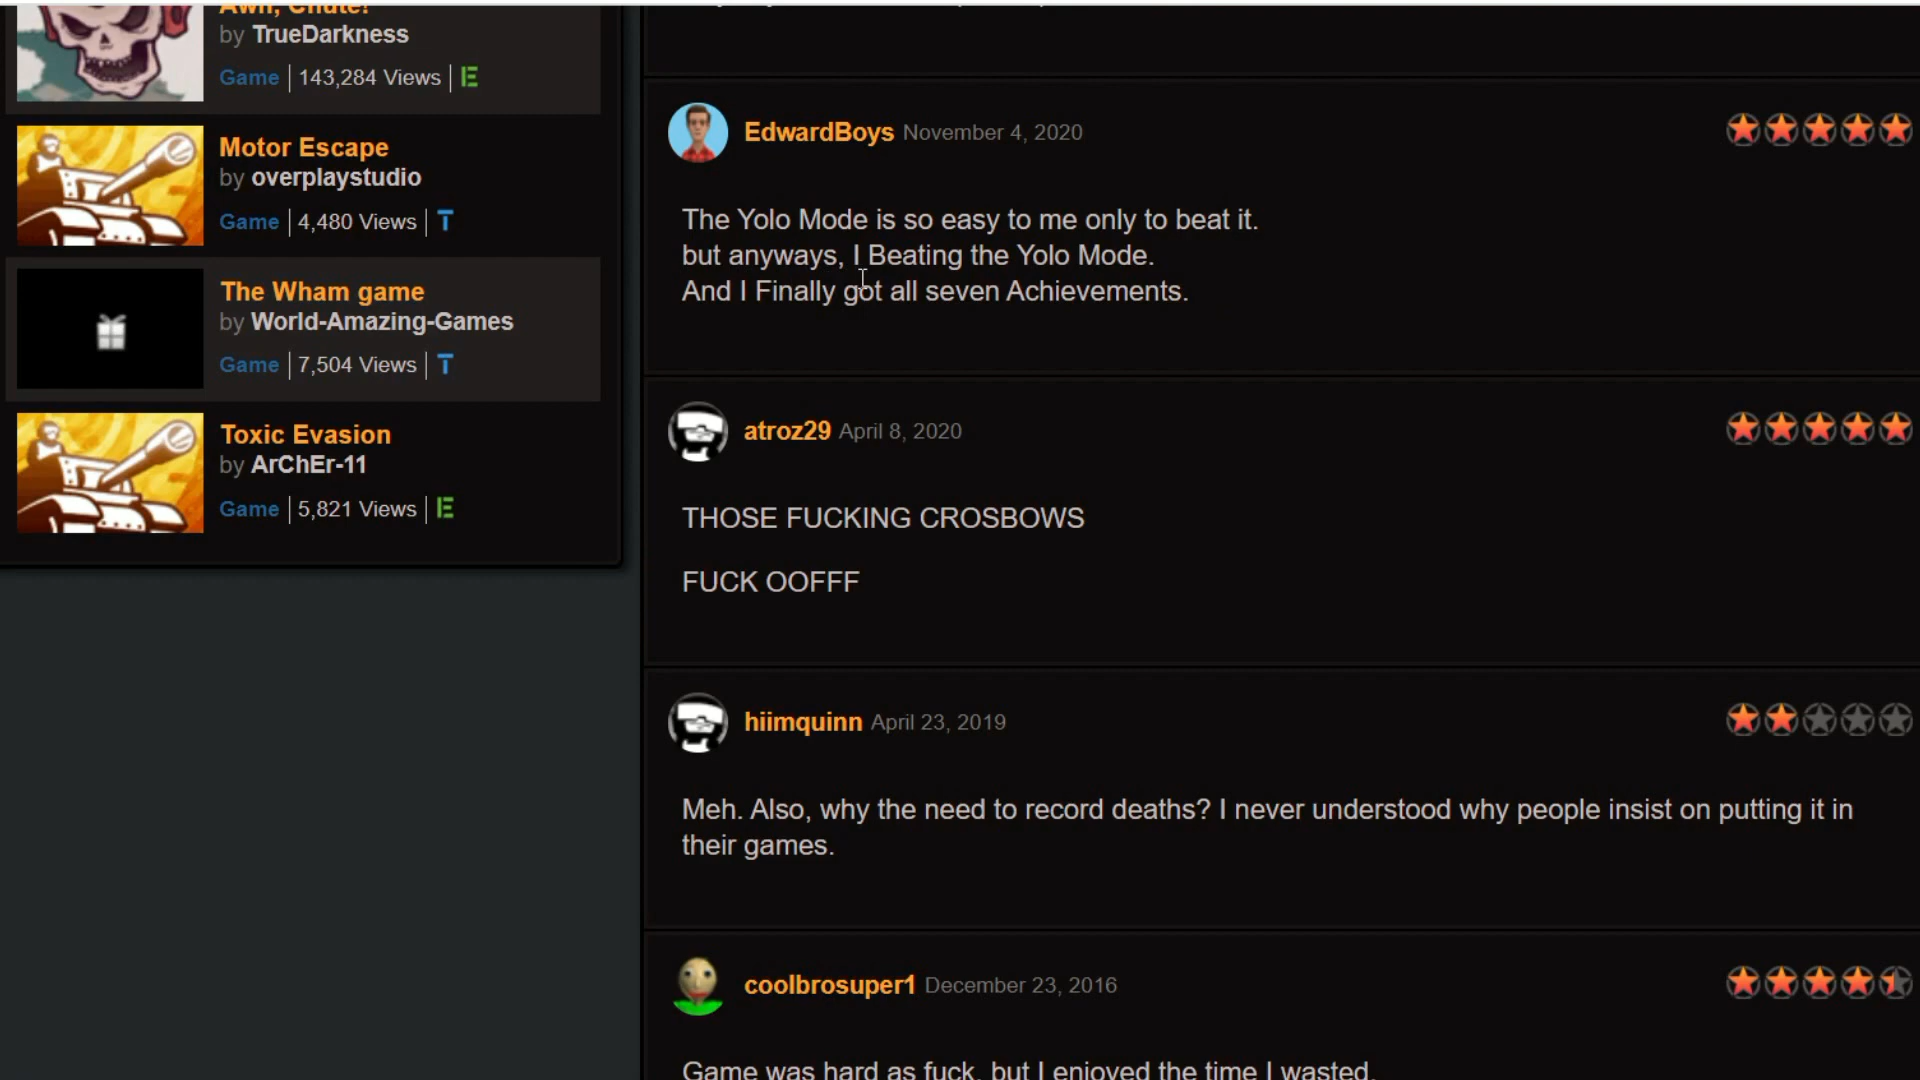 Awh, Chute!
by TrueDarkness
Game | 143,284 Views | E
Motor Escape
by overplaystudio
Game | 4,480 Views | T
The Wham game
by World-Amazing-Games
Game | 7,504 Views | T
Toxic Evasion
by ArChEr-11
Game | 5,821 Views | E
EdwardBoys November 4, 2020
The Yolo Mode is so easy to me only to beat it.
but anyways, I Beating the Yolo Mode.
And I Finally got all seven Achievements.
atroz29 April 8, 2020
THOSE FUCKING CROSBOWS
FUCK OOFFF
hiimquinn April 23, 2019
Meh. Also, why the need to record deaths? I never understood why people insist on putting it in
their games.
coolbrosuper1 December 23, 2016
Game was hard as fuck, but I enjoyed the time I wasted.